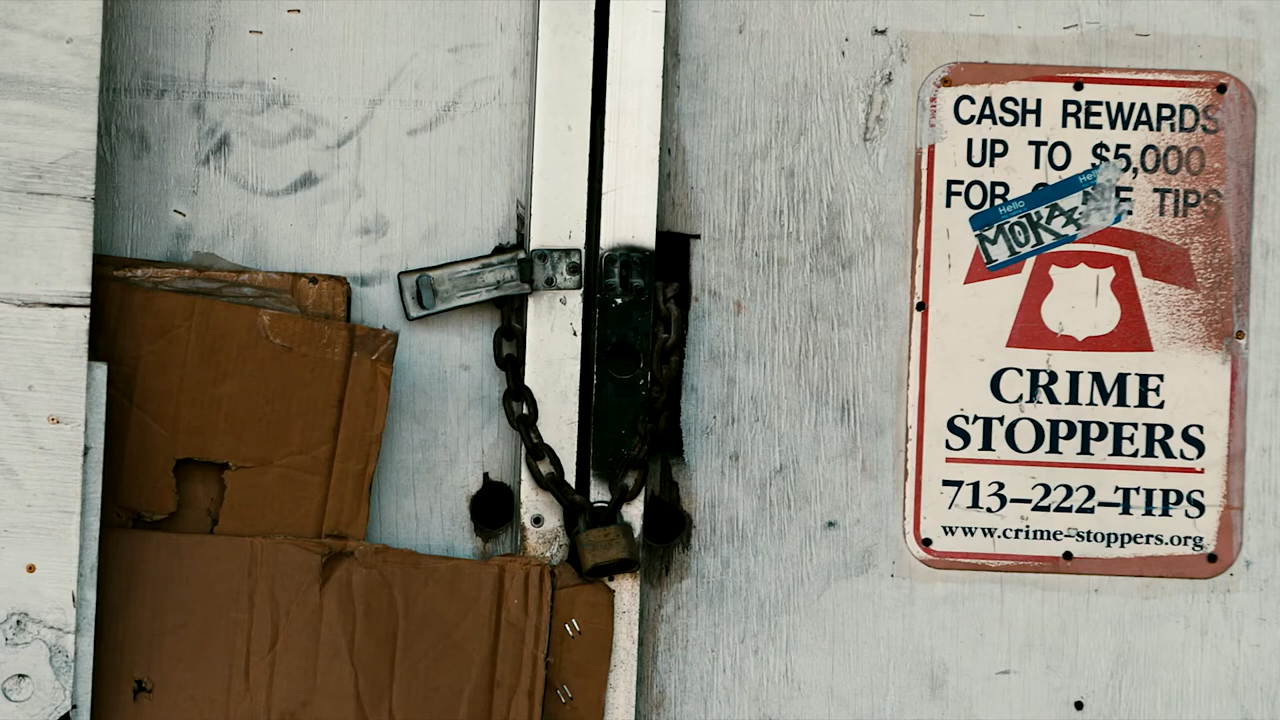 CASH REWARDS
UP TO $5,000
FOR TIPS
Hello
Hello
MOKA
CRIME
STOPPERS
713-222-TIPS
www.crime-stoppers.org